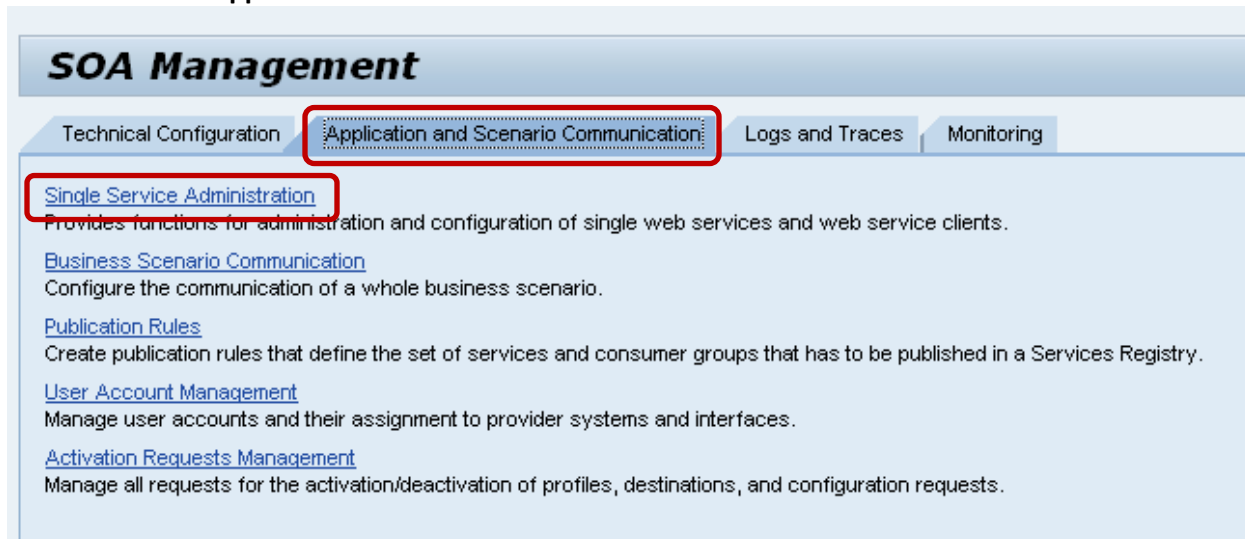 SOA Management
Technical Configuration Application and Scenario Communication Logs and Traces Monitoring
Single Service Administration
Provides functions for administration and configuration of single web services and web service clients.
Business Scenario Communication
Configure the communication of a whole business scenario.
Publication Rules
Create publication rules that define the set of services and consumer groups that has to be published in a Services Registry.
User Account Management
Manage user accounts and their assignment to provider systems and interfaces.
Activation Requests Management
Manage all requests for the activation/deactivation of profiles, destinations, and configuration requests.